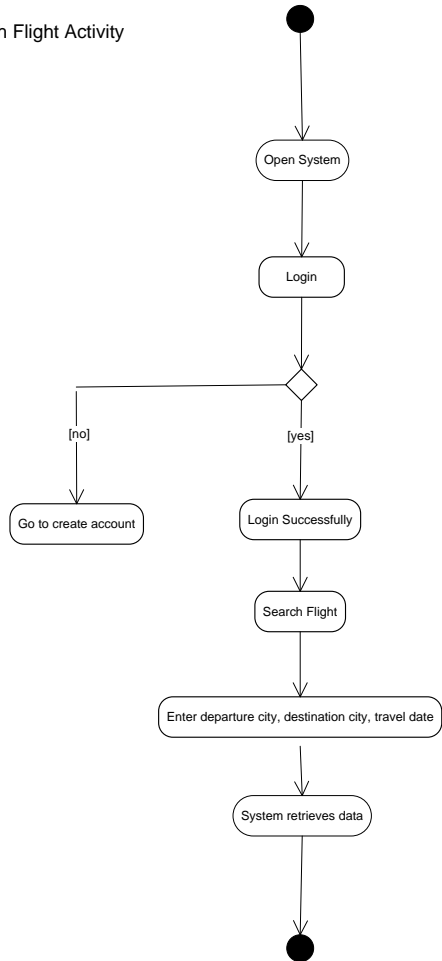 Flight Activity
Open System
Login
[no]
[yes]
Go to create account
Login Successfully
Search Flight
Enter departure city, destination city, travel date
System retrieves data